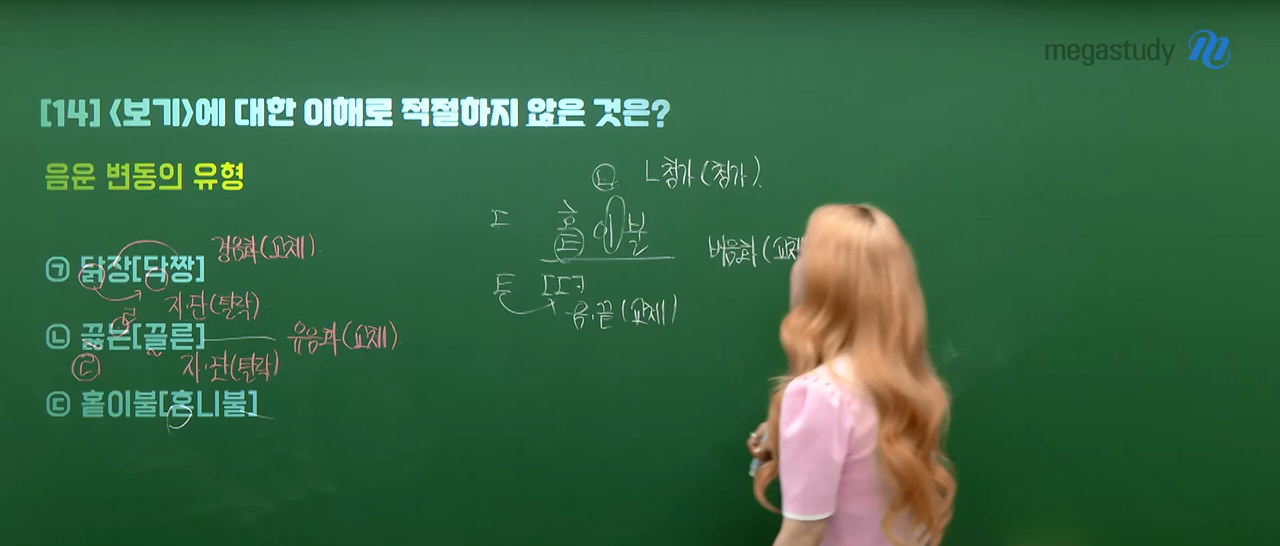 megastudy
[14] <보기>에 대한 이해로 적절하지 않은 것은?
음운 변동의 유형
ㄴ첨가 (첨가).
경음화(교체).
㉠ 닭장[닥짱]
자·단(탈락)
비음화 (교체
음·끝 (교체)
㉡ 끓는[끌른]
유음화(교체).
자·단(탈락)
㉢ 홑이불[혼니불]